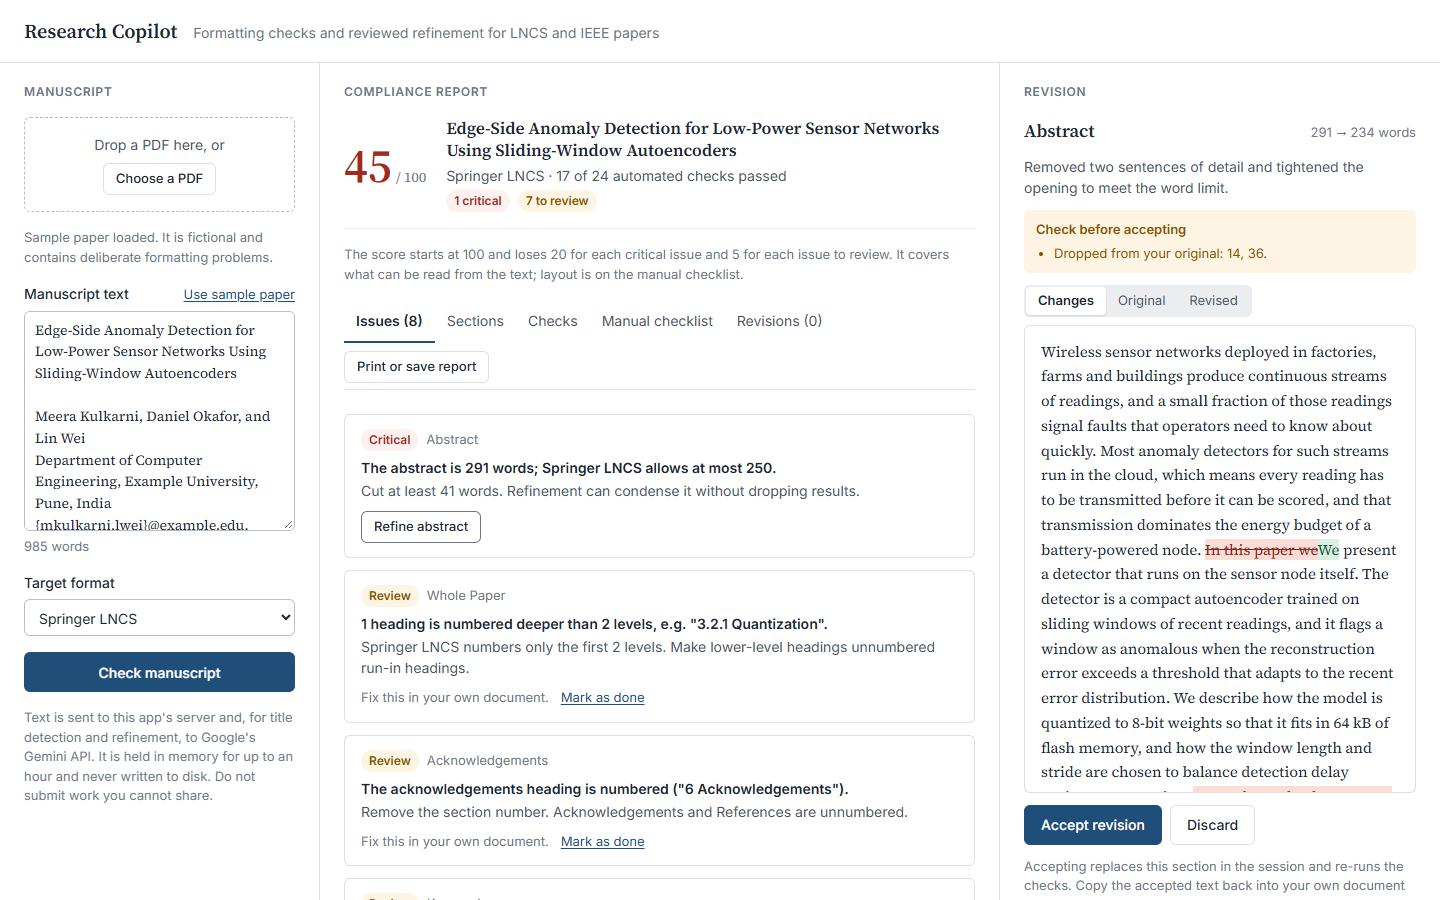 Research Copilot Formatting checks and reviewed refinement for LNCS and IEEE papers
MANUSCRIPT
Drop a PDF here, or
Choose a PDF
Sample paper loaded. It is fictional and
contains deliberate formatting problems.
Manuscript text Use sample paper
Edge-Side Anomaly Detection for
Low-Power Sensor Networks Using
Sliding-Window Autoencoders
Meera Kulkarni, Daniel Okafor, and
Lin Wei
Department of Computer
Engineering, Example University,
Pune, India
{mkulkarni,lwei}@example.edu,
985 words
Target format
Springer LNCS
Check manuscript
Text is sent to this app's server and, for title
detection and refinement, to Google's
Gemini API. It is held in memory for up to an
hour and never written to disk. Do not
submit work you cannot share.
COMPLIANCE REPORT
45 / 100
Edge-Side Anomaly Detection for Low-Power Sensor Networks
Using Sliding-Window Autoencoders
Springer LNCS · 17 of 24 automated checks passed
1 critical 7 to review
The score starts at 100 and loses 20 for each critical issue and 5 for each issue to review. It covers
what can be read from the text; layout is on the manual checklist.
Issues (8) Sections Checks Manual checklist Revisions (0)
Print or save report
Critical Abstract
The abstract is 291 words; Springer LNCS allows at most 250.
Cut at least 41 words. Refinement can condense it without dropping results.
Refine abstract
Review Whole Paper
1 heading is numbered deeper than 2 levels, e.g. "3.2.1 Quantization".
Springer LNCS numbers only the first 2 levels. Make lower-level headings unnumbered
run-in headings.
Fix this in your own document. Mark as done
Review Acknowledgements
The acknowledgements heading is numbered ("6 Acknowledgements").
Remove the section number. Acknowledgements and References are unnumbered.
Fix this in your own document. Mark as done
REVISION
Abstract 291 → 234 words
Removed two sentences of detail and tightened the
opening to meet the word limit.
Check before accepting
• Dropped from your original: 14, 36.
Changes Original Revised
Wireless sensor networks deployed in factories,
farms and buildings produce continuous streams
of readings, and a small fraction of those readings
signal faults that operators need to know about
quickly. Most anomaly detectors for such streams
run in the cloud, which means every reading has
to be transmitted before it can be scored, and that
transmission dominates the energy budget of a
battery-powered node. In this paper weWe present
a detector that runs on the sensor node itself. The
detector is a compact autoencoder trained on
sliding windows of recent readings, and it flags a
window as anomalous when the reconstruction
error exceeds a threshold that adapts to the recent
error distribution. We describe how the model is
quantized to 8-bit weights so that it fits in 64 kB of
flash memory, and how the window length and
stride are chosen to balance detection delay
Accept revision Discard
Accepting replaces this section in the session and re-runs the
checks. Copy the accepted text back into your own document